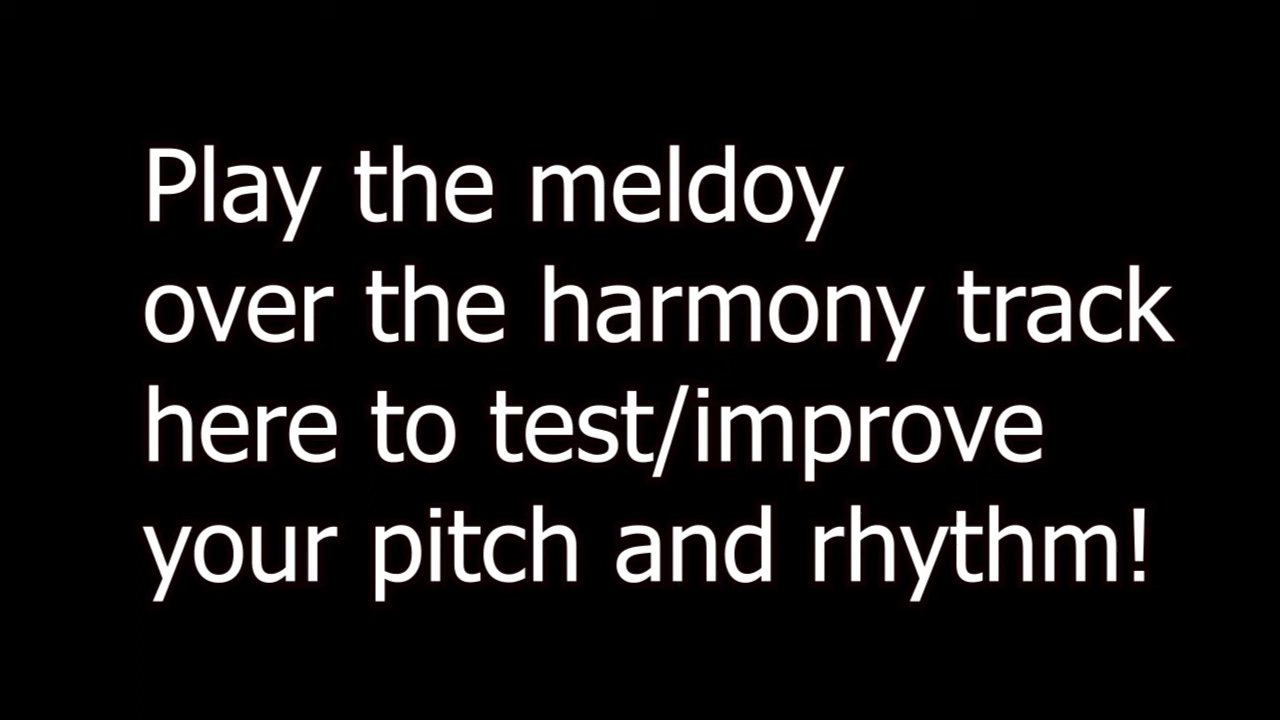 Play the meldoy
over the harmony track
here to test/improve
your pitch and rhythm!